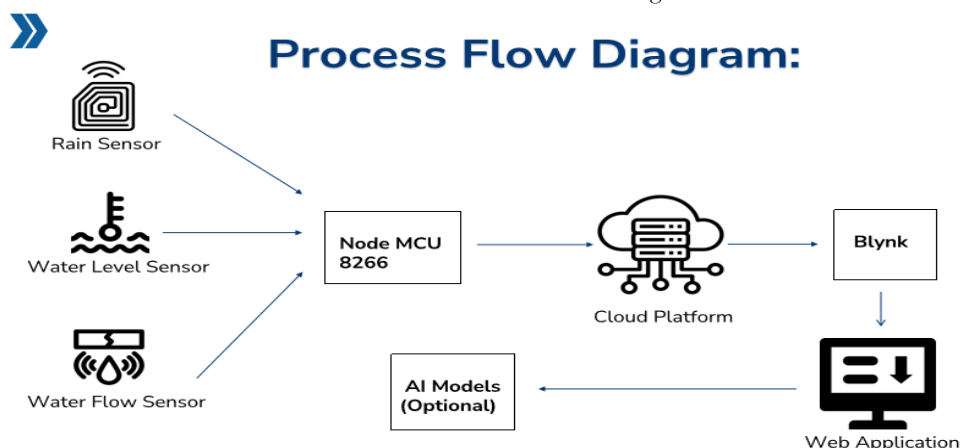 Process Flow Diagram:
Rain Sensor
Water Level Sensor
Water Flow Sensor
Node MCU
8266
Cloud Platform
Blynk
Web Application
AI Models
(Optional)